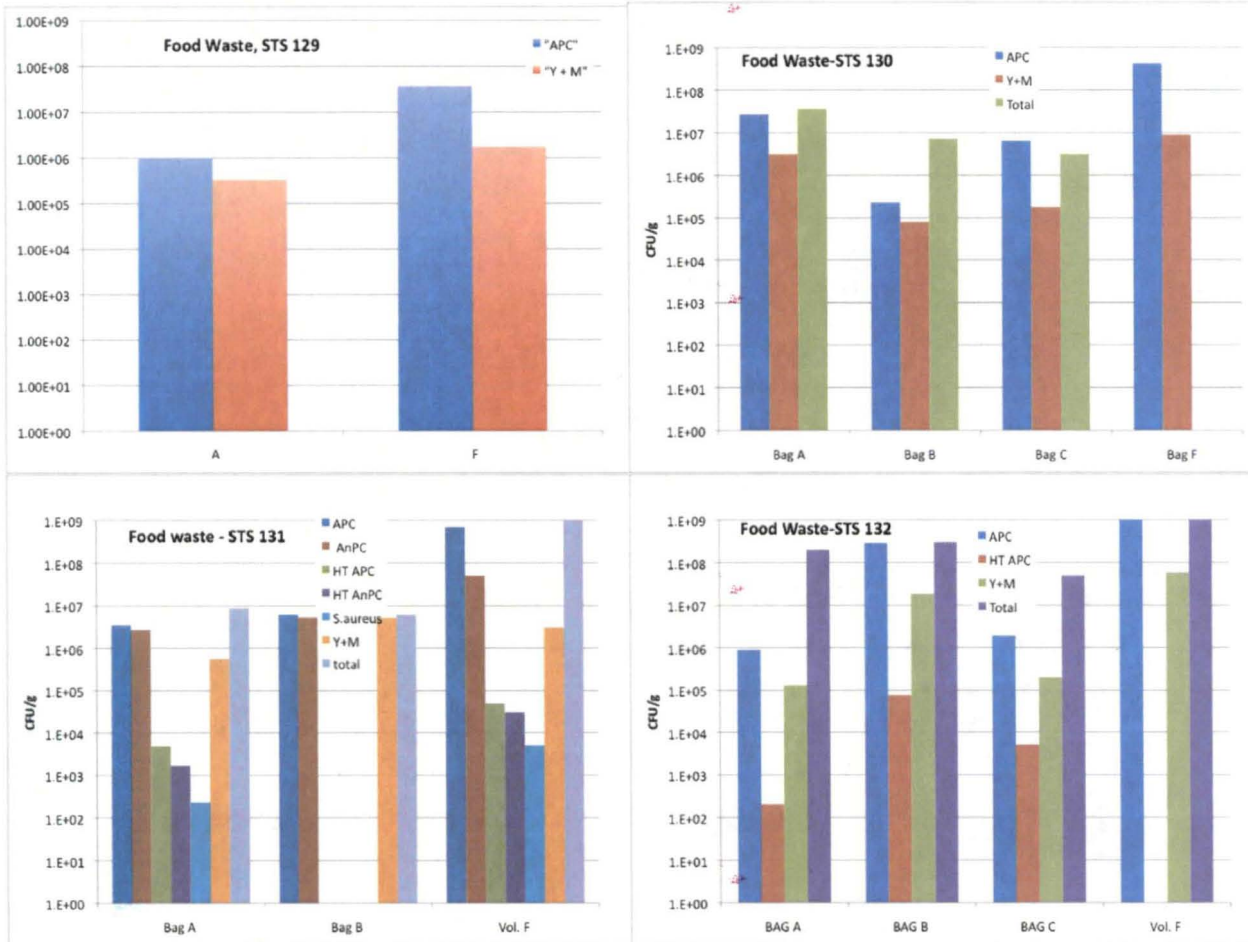 Food Waste, STS 129
"APC"
"Y + M"
1.00E+09
1.00E+08
1.00E+07
1.00E+06
1.00E+05
1.00E+04
1.00E+03
1.00E+02
1.00E+01
1.00E+00
A F
Food Waste-STS 130
APC
Y+M
Total
CFU/g
1.E+09
1.E+08
1.E+07
1.E+06
1.E+05
1.E+04
1.E+03
1.E+02
1.E+01
1.E+00
Bag A Bag B Bag C Bag F
Food waste - STS 131
APC
AnPC
HT APC
HT AnPC
S.aureus
Y+M
total
CFU/g
1.E+09
1.E+08
1.E+07
1.E+06
1.E+05
1.E+04
1.E+03
1.E+02
1.E+01
1.E+00
Bag A Bag B Vol. F
Food Waste-STS 132
APC
HT APC
Y+M
Total
CFU/g
1.E+09
1.E+08
1.E+07
1.E+06
1.E+05
1.E+04
1.E+03
1.E+02
1.E+01
1.E+00
BAG A BAG B BAG C Vol. F